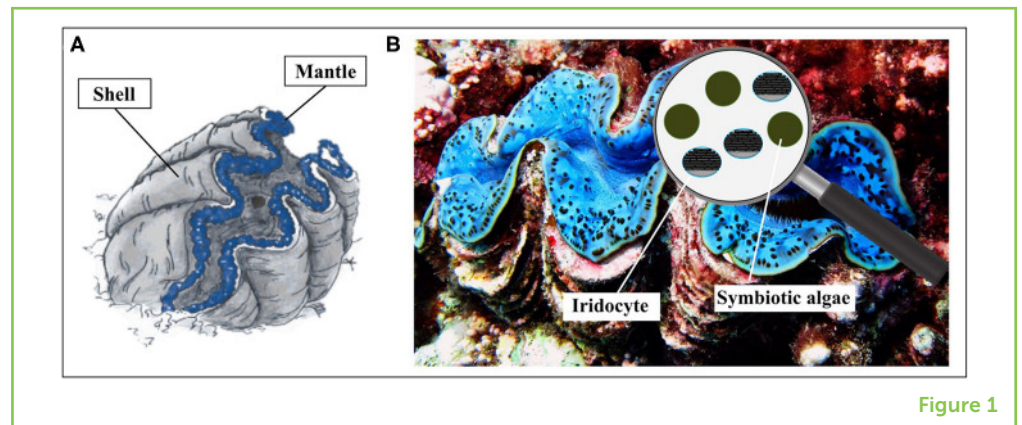 A
B
Mantle
Shell
Iridocyte
Symbiotic algae
Figure 1